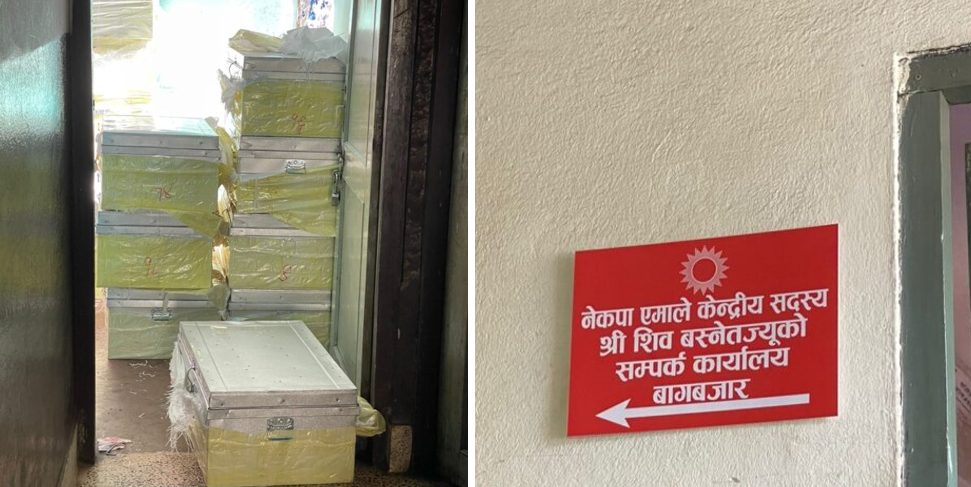 नेकपा एमाले केन्द्रीय सदस्य
श्री शिव बस्नेतज्यूको
सम्पर्क कार्यालय
बागबजार